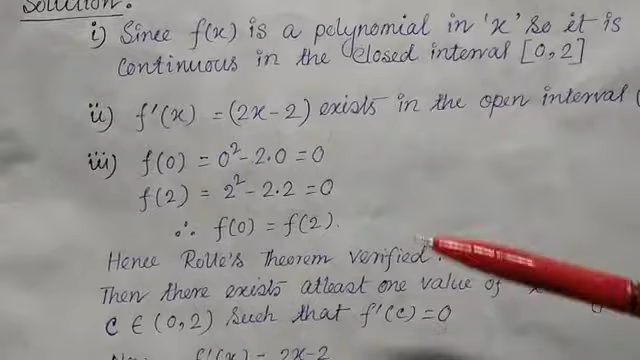 Solution:
i) Since f(x) is a polynomial in 'x' so it is
continuous in the closed interval [0,2]
ii) f'(x) = (2x-2) exists in the open interval (
iii) f(0) = 0²-2.0 = 0
f(2) = 2²-2.2 = 0
∴ f(0) = f(2).
Hence Rolle's Theorem verified.
Then there exists atleast one value of
C ∈ (0,2) such that f'(c) = 0
f'(x) = 2x-2